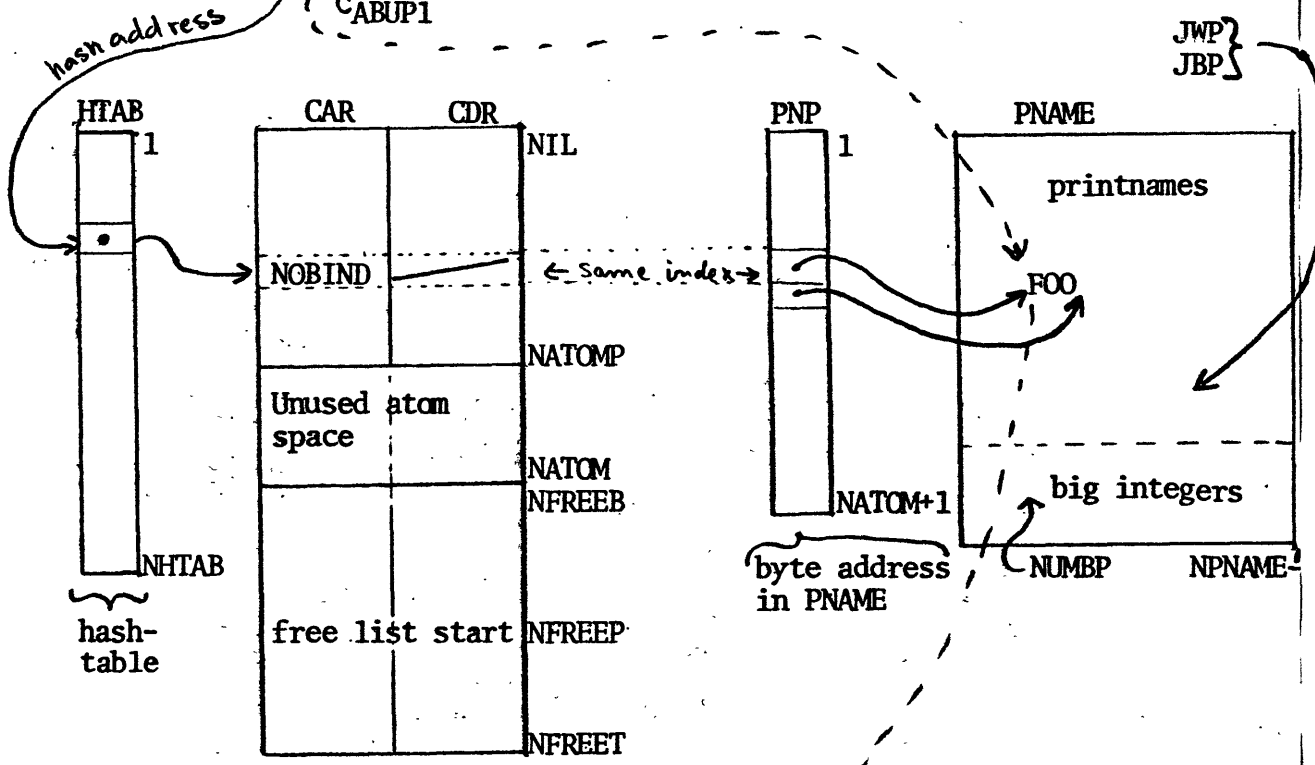 hash address
CABUP1
JWP
JBP
HTAB
CAR
CDR
PNP
PNAME
1
NIL
1
printnames
NOBIND
← same index →
FOO
NATOMP
Unused atom
space
NATOM
NFREEB
NATOM+1
big integers
NHTAB
byte address
in PNAME
NUMBP
NPNAME-
hash-
table
free list start
NFREEP
NFREET